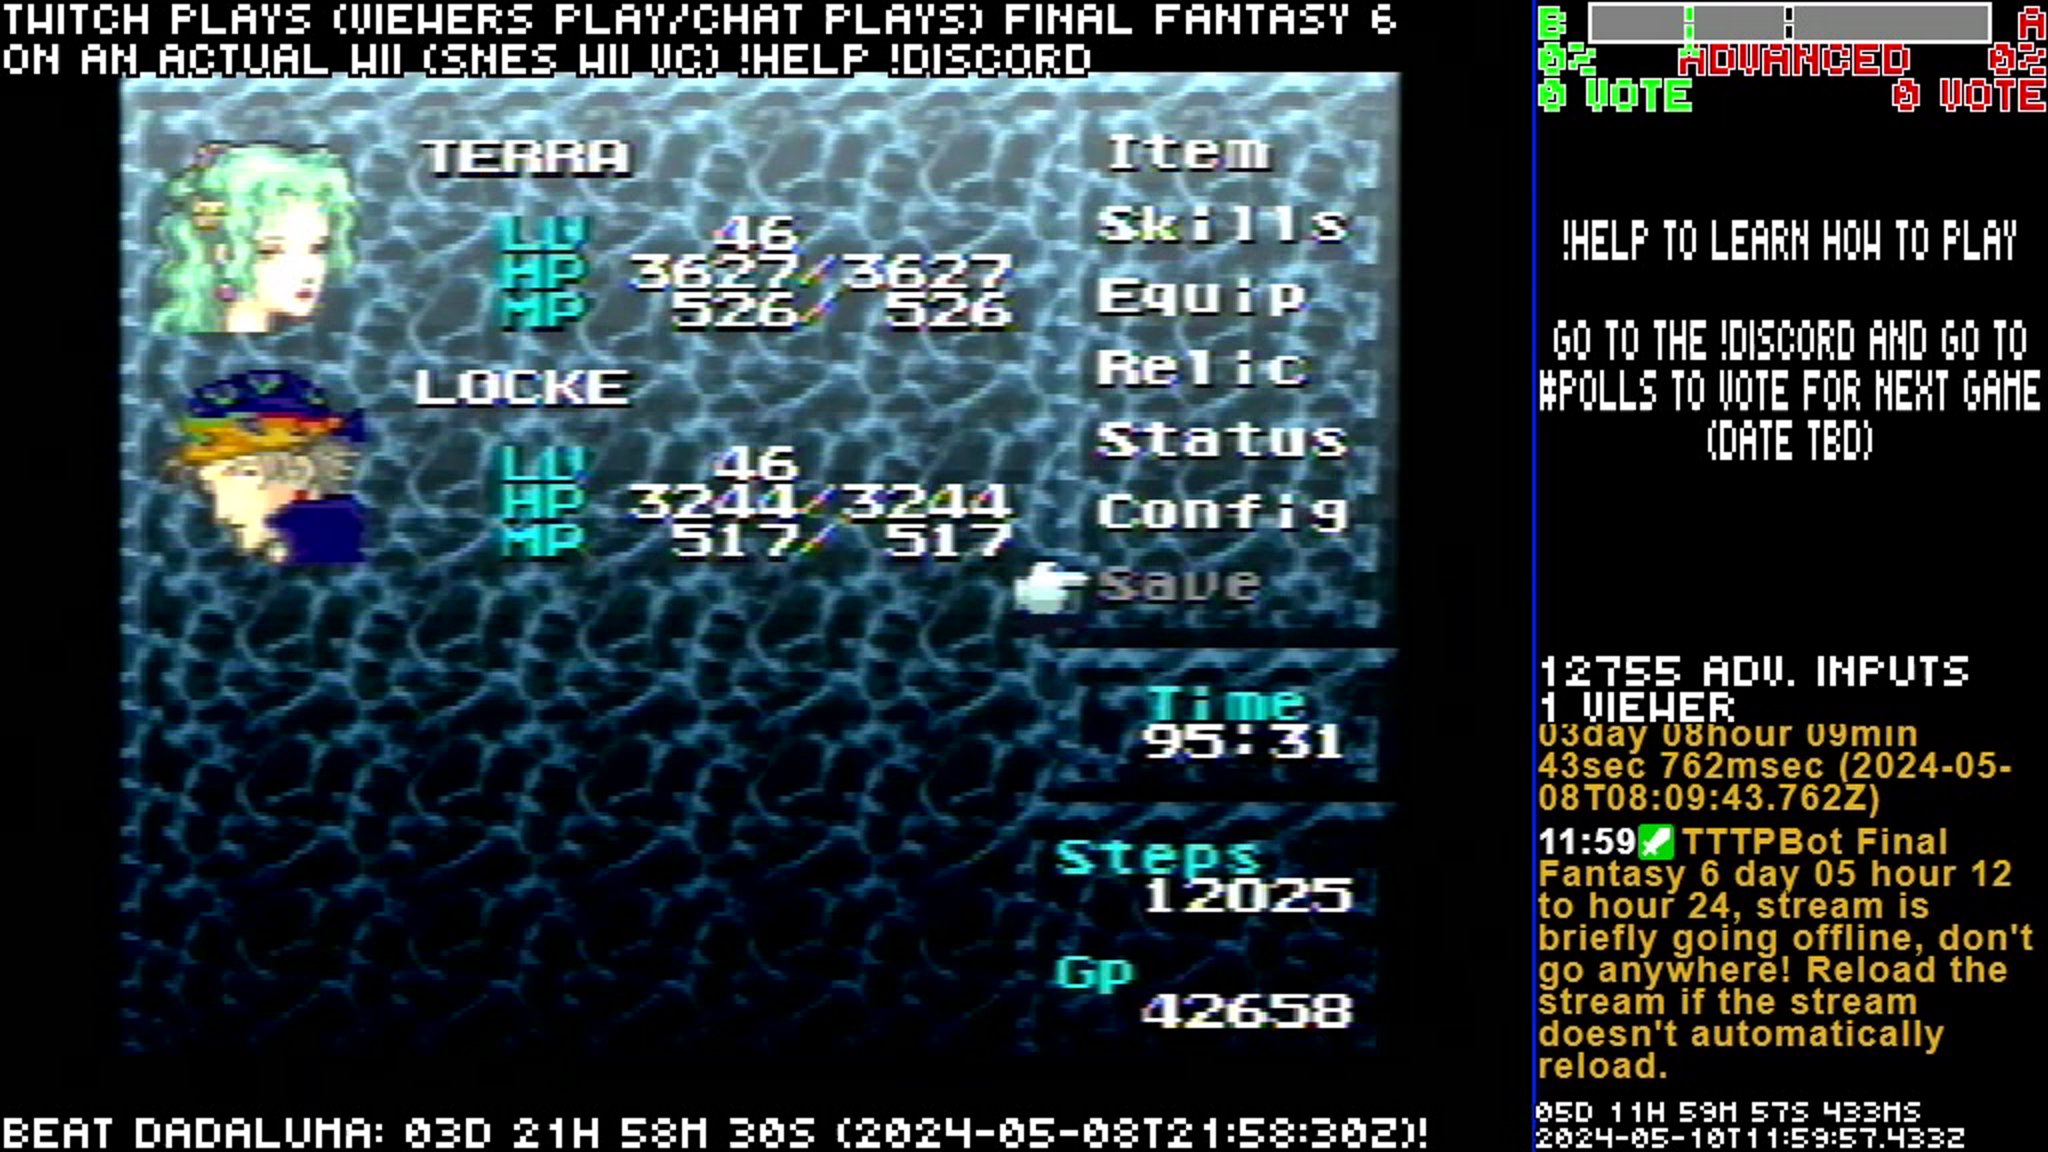 TWITCH PLAYS (VIEWERS PLAY/CHAT PLAYS) FINAL FANTASY 6
ON AN ACTUAL WII (SNES WII VC) !HELP !DISCORD
TERRA
LV 46
HP 3627/3627
MP 526/ 526
LOCKE
LV 46
HP 3244/3244
MP 517/ 517
Item
Skills
Equip
Relic
Status
Config
Save
Time
95:31
Steps
12025
Gp
42658
BEAT DADALUMA: 03D 21H 58M 30S (2024-05-08T21:58:30Z)!
B A
0% ADVANCED 0%
0 VOTE 0 VOTE
!HELP TO LEARN HOW TO PLAY
GO TO THE !DISCORD AND GO TO
#POLLS TO VOTE FOR NEXT GAME
(DATE TBD)
12755 ADV. INPUTS
1 VIEWER
03day 08hour 09min
43sec 762msec (2024-05-
08T08:09:43.762Z)
11:59 TTTPBot Final
Fantasy 6 day 05 hour 12
to hour 24, stream is
briefly going offline, don't
go anywhere! Reload the
stream if the stream
doesn't automatically
reload.
05D 11H 59M 57S 433MS
2024-05-10T11:59:57.433Z